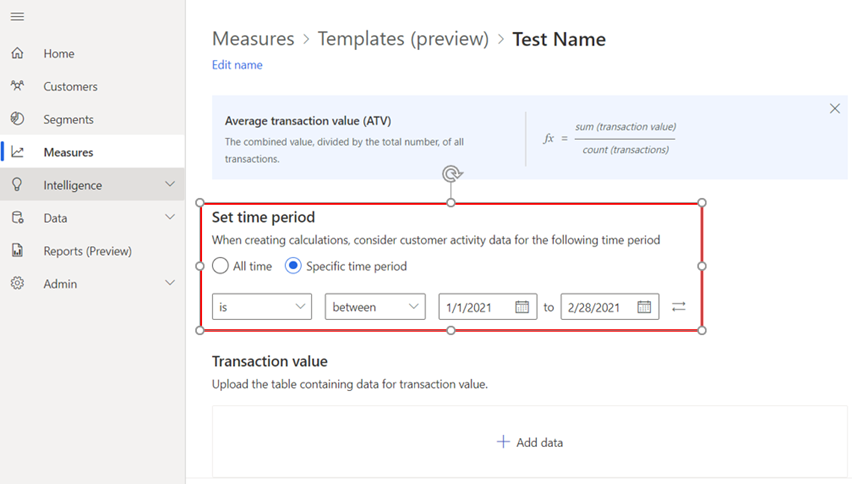 Home
Customers
Segments
Measures
Intelligence
Data
Reports (Preview)
Admin
Measures > Templates (preview) > Test Name
Edit name
Average transaction value (ATV)
The combined value, divided by the total number, of all
transactions.
fx = sum (transaction value)
count (transactions)
Set time period
When creating calculations, consider customer activity data for the following time period
All time Specific time period
is between 1/1/2021 to 2/28/2021
Transaction value
Upload the table containing data for transaction value.
Add data